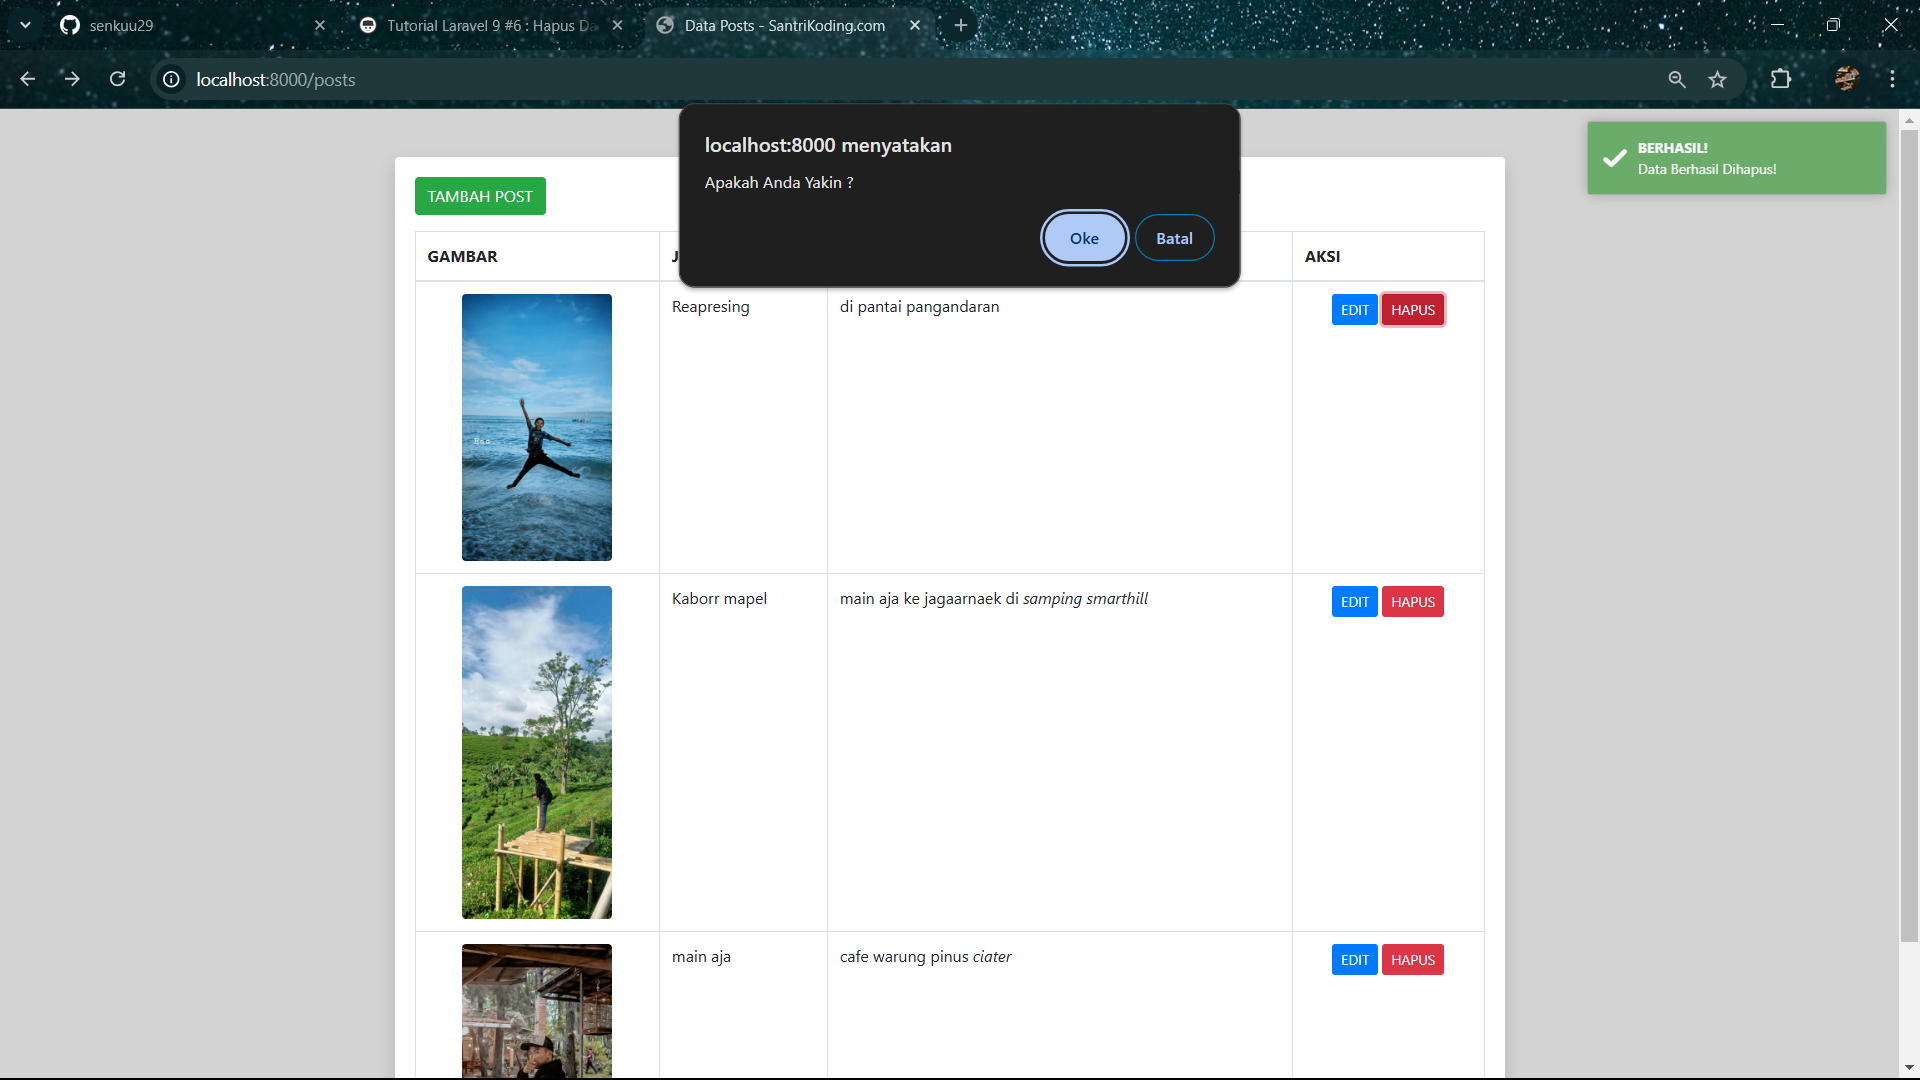 senkuu29
Tutorial Laravel 9 #6 : Hapus Da
Data Posts - SantriKoding.com
localhost:8000/posts
localhost:8000 menyatakan
Apakah Anda Yakin ?
Oke
Batal
BERHASIL!
Data Berhasil Dihapus!
TAMBAH POST
GAMBAR
J
AKSI
Reapresing
di pantai pangandaran
EDIT
HAPUS
Kaborr mapel
main aja ke jagaarnaek di samping smarthill
EDIT
HAPUS
main aja
cafe warung pinus ciater
EDIT
HAPUS